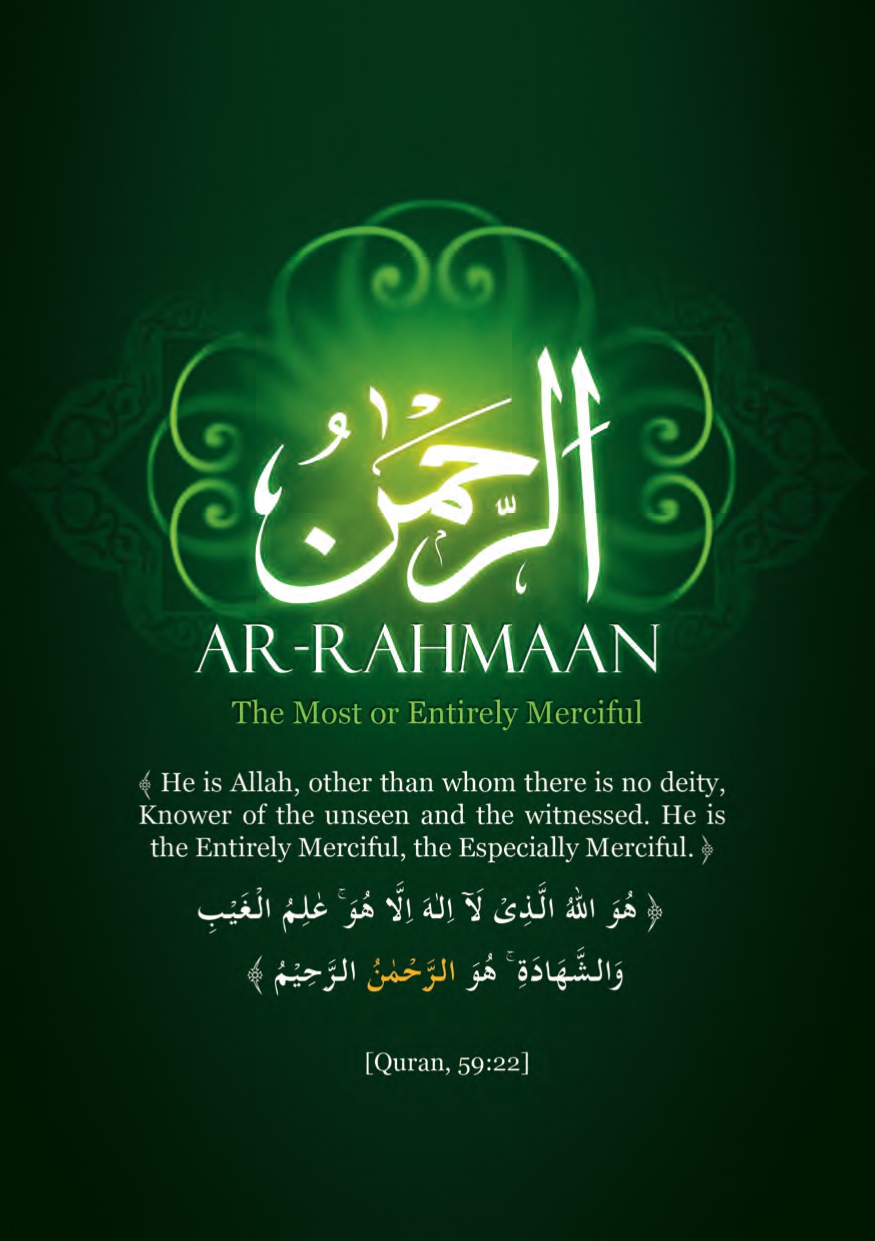 الرَّحْمٰنُ
AR-RAHMAAN
The Most or Entirely Merciful
﴾ He is Allah, other than whom there is no deity,
Knower of the unseen and the witnessed. He is
the Entirely Merciful, the Especially Merciful. ﴿
﴿ هُوَ اللّٰهُ الَّذِىْ لَآ اِلٰهَ اِلَّا هُوَ ۚ عٰلِمُ الْغَيْبِ
وَالشَّهَادَةِ ۚ هُوَ الرَّحْمٰنُ الرَّحِيْمُ ﴾
[Quran, 59:22]